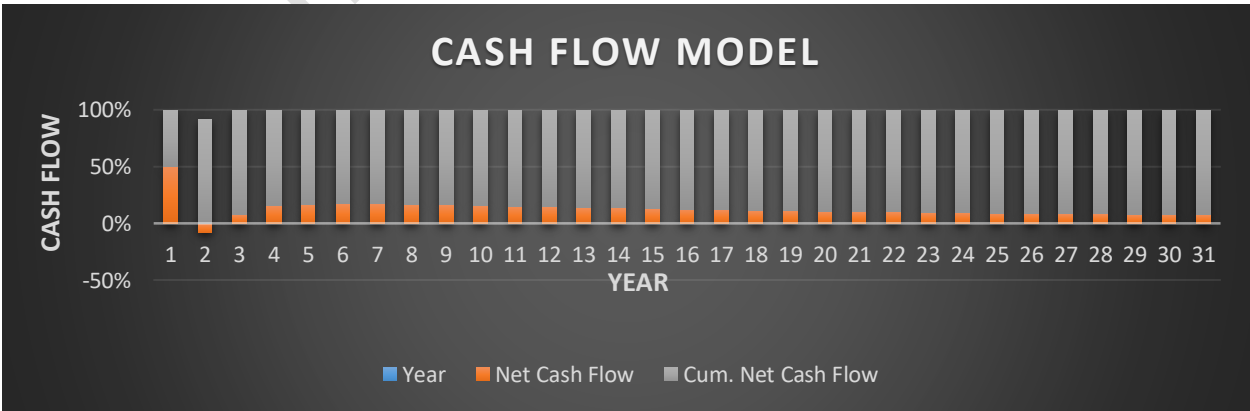 CASH FLOW MODEL
CASH FLOW
100%
50%
0%
-50%
1 2 3 4 5 6 7 8 9 10 11 12 13 14 15 16 17 18 19 20 21 22 23 24 25 26 27 28 29 30 31
YEAR
Year Net Cash Flow Cum. Net Cash Flow